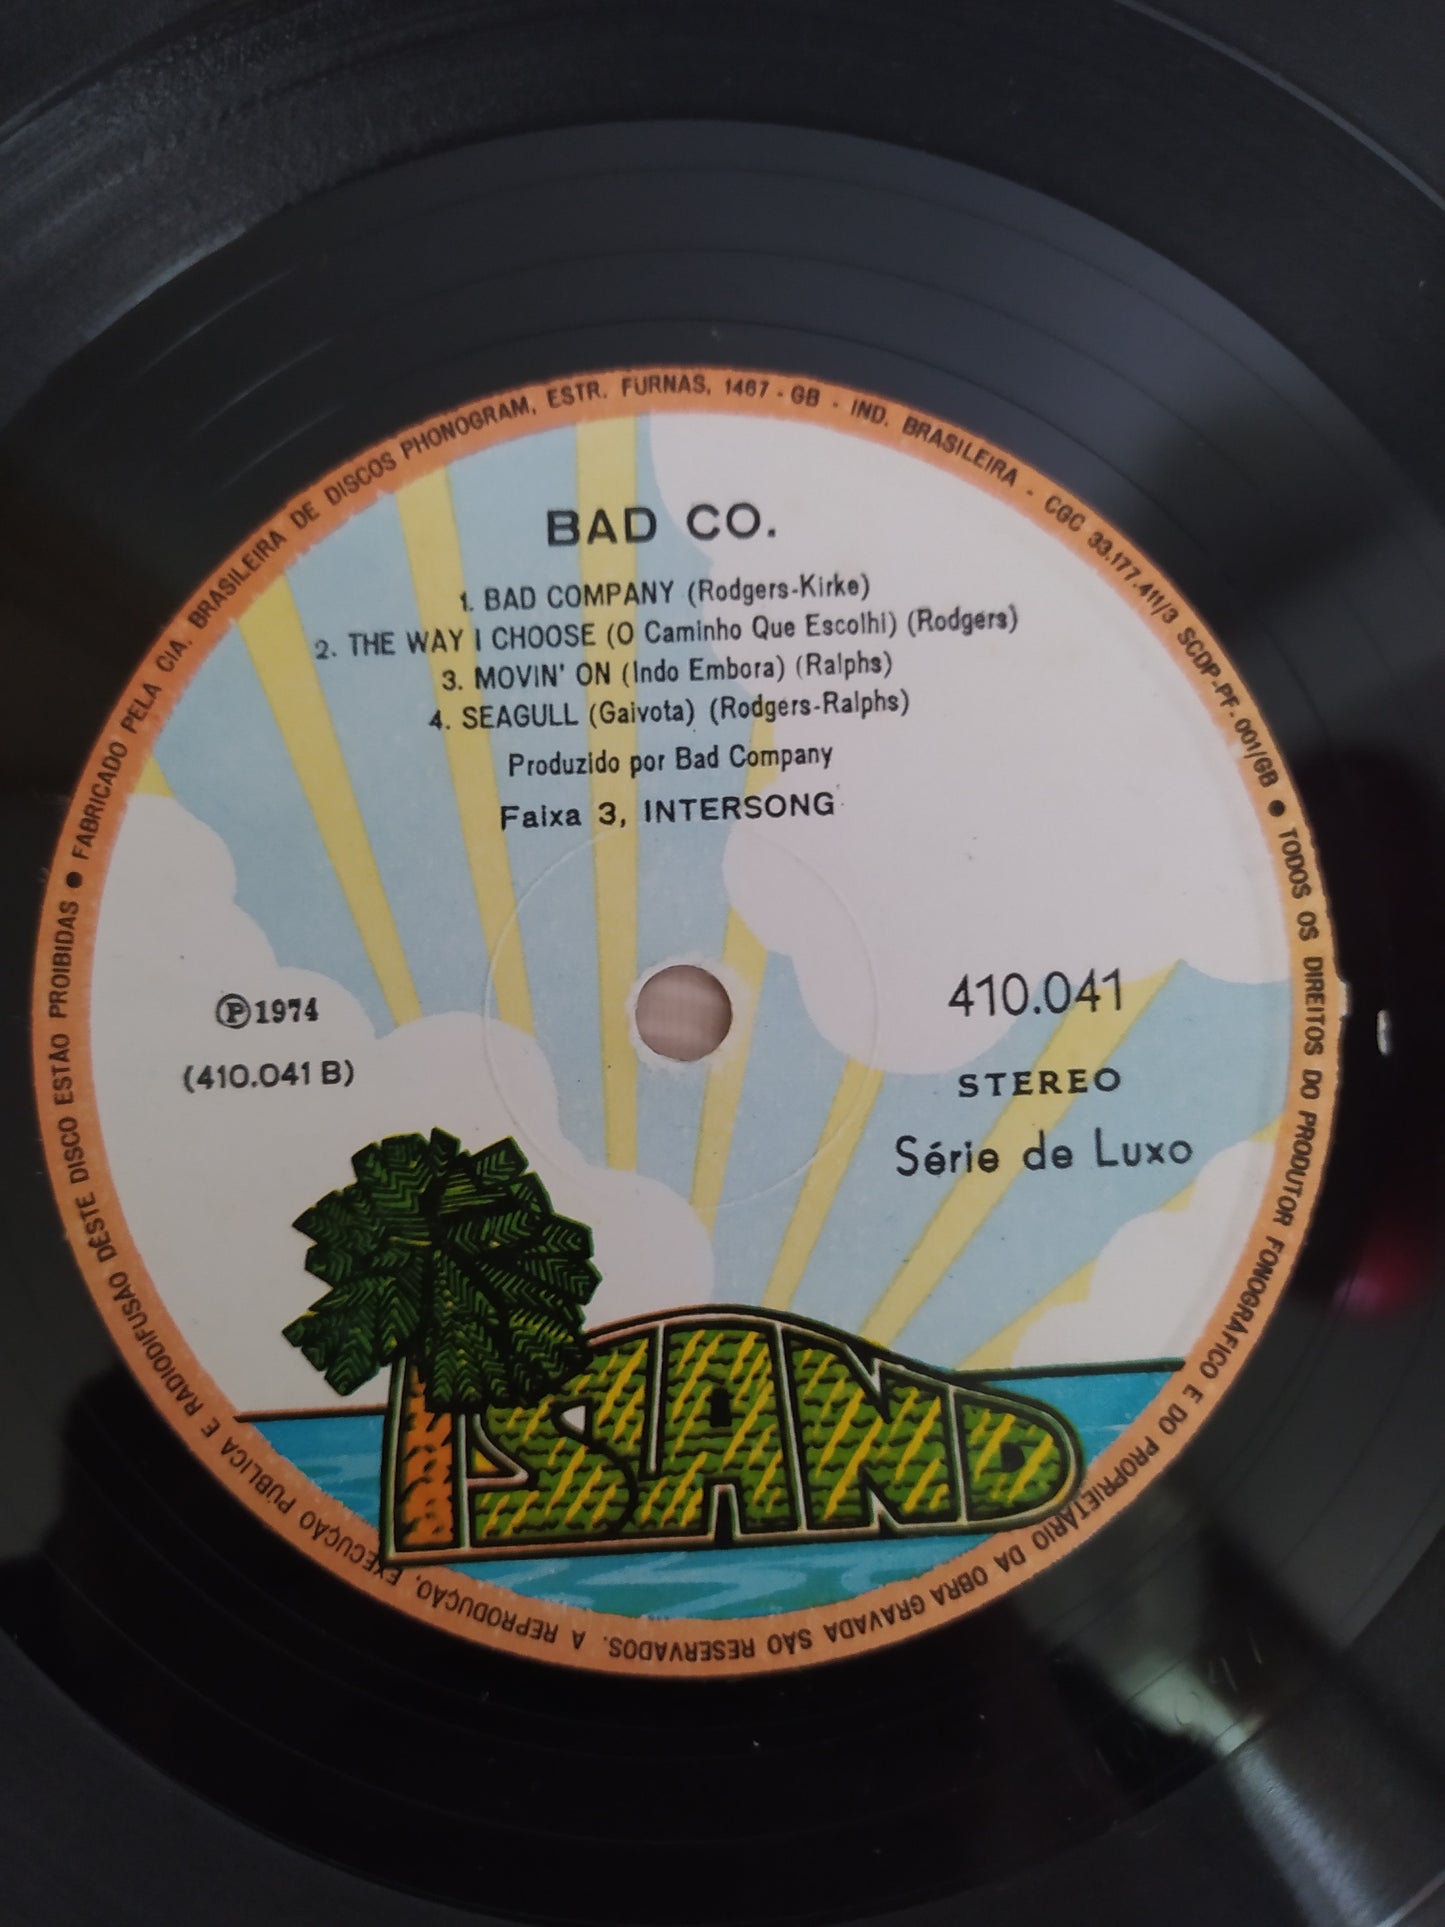 BAD CO.
1. BAD COMPANY (Rodgers-Kirke)
2. THE WAY I CHOOSE (O Caminho Que Escolhi) (Rodgers)
3. MOVIN' ON (Indo Embora) (Ralphs)
4. SEAGULL (Gaivota) (Rodgers-Ralphs)
Produzido por Bad Company
Faixa 3, INTERSONG
℗1974
(410.041 B)
410.041
STEREO
Série de Luxo
ISLAND
● FABRICADO PELA CIA. BRASILEIRA DE DISCOS PHONOGRAM, ESTR. FURNAS, 1467 - GB - IND. BRASILEIRA - CGC 33.177.411/3 SCDP-PF-001/GB ● TODOS OS DIREITOS DO PRODUTOR FONOGRÁFICO E DO PROPRIETÁRIO DA OBRA GRAVADA SÃO RESERVADOS. A REPRODUÇÃO, EXECUÇÃO PÚBLICA E RADIODIFUSÃO DESTE DISCO ESTÃO PROIBIDAS